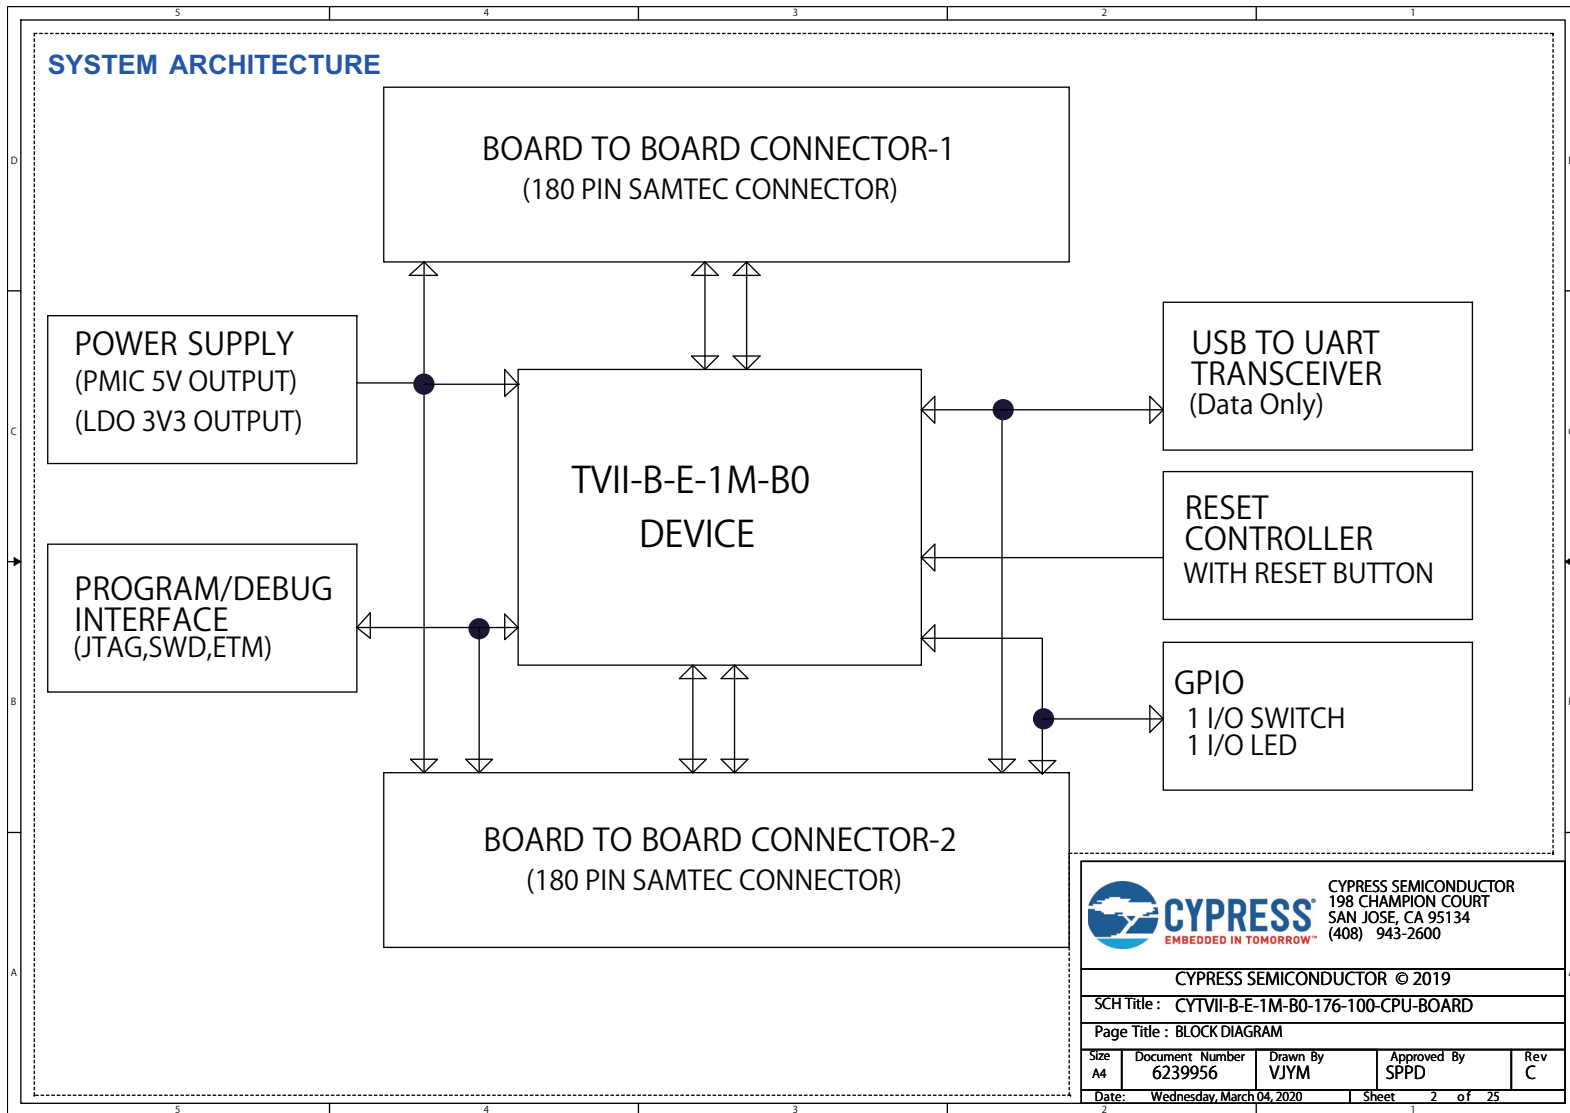 5 4 3 2 1
SYSTEM ARCHITECTURE
BOARD TO BOARD CONNECTOR-1
(180 PIN SAMTEC CONNECTOR)
D
POWER SUPPLY
(PMIC 5V OUTPUT)
(LDO 3V3 OUTPUT)
USB TO UART
TRANSCEIVER
(Data Only)
C
TVII-B-E-1M-B0
DEVICE
RESET
CONTROLLER
WITH RESET BUTTON
PROGRAM/DEBUG
INTERFACE
(JTAG,SWD,ETM)
GPIO
1 I/O SWITCH
1 I/O LED
B
BOARD TO BOARD CONNECTOR-2
(180 PIN SAMTEC CONNECTOR)
A
CYPRESS
EMBEDDED IN TOMORROW™
CYPRESS SEMICONDUCTOR
198 CHAMPION COURT
SAN JOSE, CA 95134
(408) 943-2600
CYPRESS SEMICONDUCTOR © 2019
SCH Title : CYTVII-B-E-1M-B0-176-100-CPU-BOARD
Page Title : BLOCK DIAGRAM
Size Document Number Drawn By Approved By Rev
A4 6239956 VJYM SPPD C
Date: Wednesday, March 04, 2020 Sheet 2 of 25
5 4 3 2 1